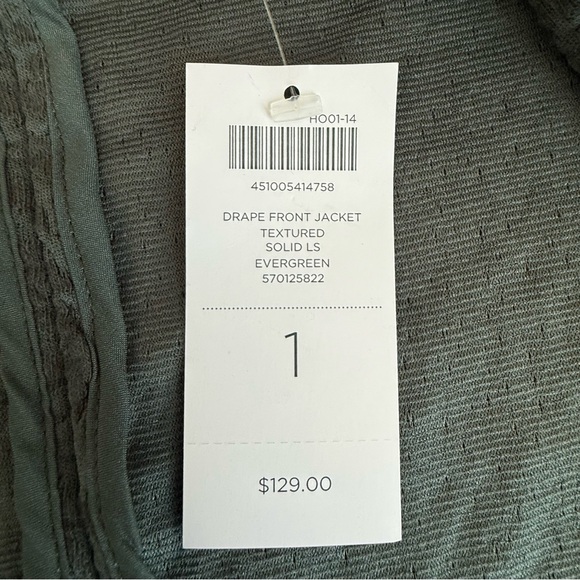 HO01-14
451005414758
DRAPE FRONT JACKET
TEXTURED
SOLID LS
EVERGREEN
570125822
1
$129.00